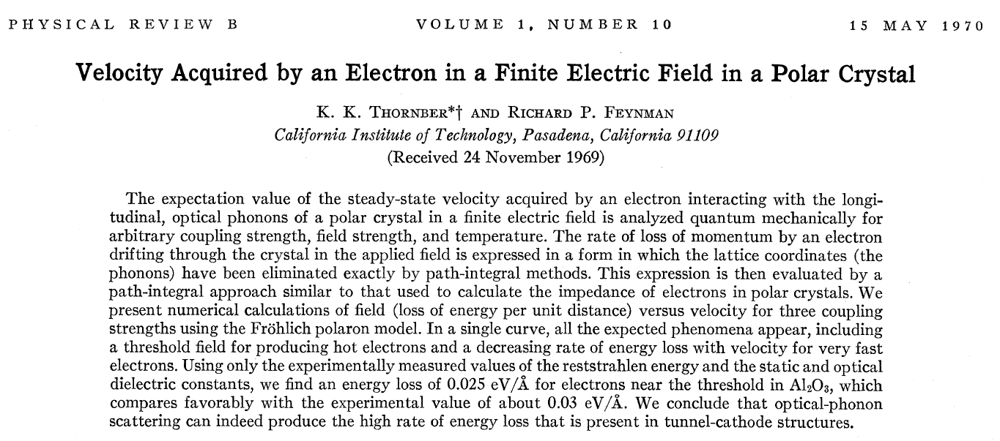 PHYSICAL REVIEW B VOLUME 1, NUMBER 10 15 MAY 1970
Velocity Acquired by an Electron in a Finite Electric Field in a Polar Crystal
K. K. THORNBER*† AND RICHARD P. FEYNMAN
California Institute of Technology, Pasadena, California 91109
(Received 24 November 1969)
The expectation value of the steady-state velocity acquired by an electron interacting with the longi-
tudinal, optical phonons of a polar crystal in a finite electric field is analyzed quantum mechanically for
arbitrary coupling strength, field strength, and temperature. The rate of loss of momentum by an electron
drifting through the crystal in the applied field is expressed in a form in which the lattice coordinates (the
phonons) have been eliminated exactly by path-integral methods. This expression is then evaluated by a
path-integral approach similar to that used to calculate the impedance of electrons in polar crystals. We
present numerical calculations of field (loss of energy per unit distance) versus velocity for three coupling
strengths using the Fröhlich polaron model. In a single curve, all the expected phenomena appear, including
a threshold field for producing hot electrons and a decreasing rate of energy loss with velocity for very fast
electrons. Using only the experimentally measured values of the reststrahlen energy and the static and optical
dielectric constants, we find an energy loss of 0.025 eV/Å for electrons near the threshold in Al₂O₃, which
compares favorably with the experimental value of about 0.03 eV/Å. We conclude that optical-phonon
scattering can indeed produce the high rate of energy loss that is present in tunnel-cathode structures.